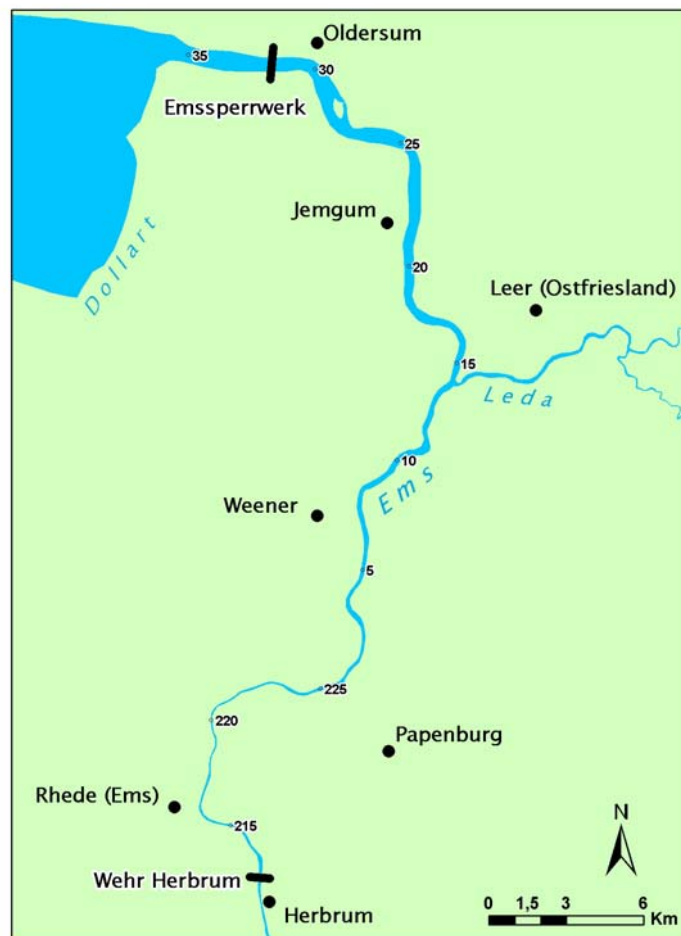 Oldersum
35
30
Emssperrwerk
25
Jemgum
20
Dollart
Leer (Ostfriesland)
15
Leda
10
Ems
Weener
5
225
220
Papenburg
Rhede (Ems)
215
N
Wehr Herbrum
Herbrum
0 1,5 3 6
Km